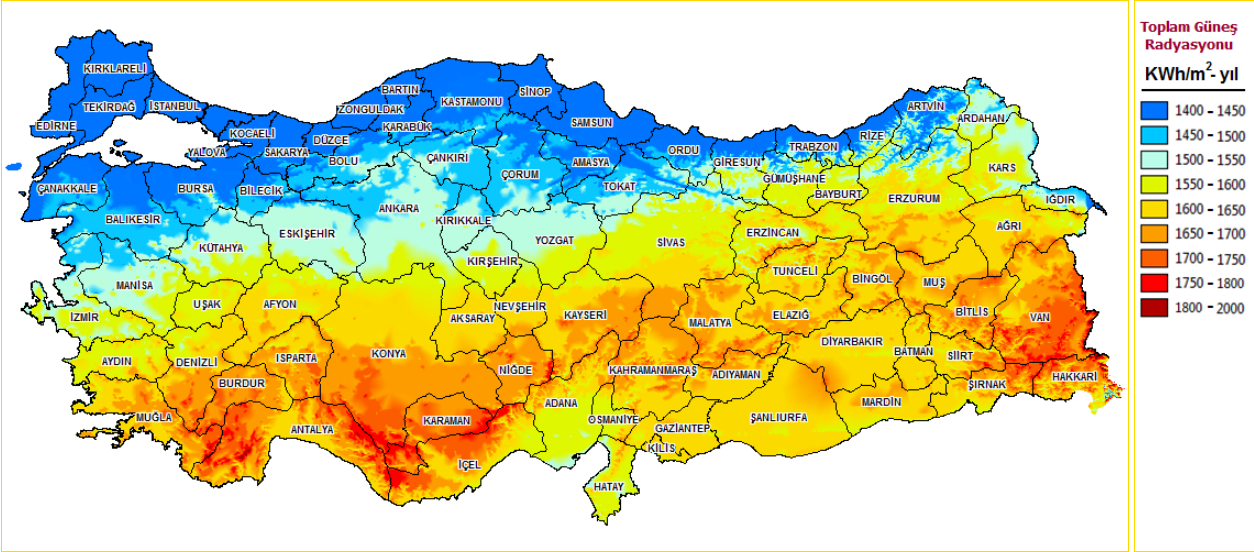 Toplam Güneş
Radyasyonu
KWh/m²- yıl
1400 - 1450
1450 - 1500
1500 - 1550
1550 - 1600
1600 - 1650
1650 - 1700
1700 - 1750
1750 - 1800
1800 - 2000
KIRKLARELİ
TEKİRDAĞ
İSTANBUL
EDİRNE
KOCAELİ
YALOVA
SAKARYA
DÜZCE
ZONGULDAK
BARTIN
KARABÜK
KASTAMONU
SİNOP
SAMSUN
BOLU
ÇANKIRI
ÇORUM
AMASYA
ORDU
GİRESUN
TRABZON
RİZE
ARTVİN
ARDAHAN
ÇANAKKALE
BURSA
BİLECİK
BALIKESİR
ESKİŞEHİR
ANKARA
KIRIKKALE
TOKAT
GÜMÜŞHANE
BAYBURT
ERZURUM
KARS
IĞDIR
AĞRI
KÜTAHYA
KIRŞEHİR
YOZGAT
SİVAS
ERZİNCAN
TUNCELİ
BİNGÖL
MUŞ
MANİSA
UŞAK
AFYON
İZMİR
NEVŞEHİR
AKSARAY
KAYSERİ
MALATYA
ELAZIĞ
BİTLİS
VAN
AYDIN
DENİZLİ
ISPARTA
KONYA
NİĞDE
KAHRAMANMARAŞ
ADIYAMAN
DİYARBAKIR
BATMAN
SİİRT
ŞIRNAK
HAKKARİ
BURDUR
MUĞLA
ANTALYA
KARAMAN
ADANA
OSMANİYE
GAZİANTEP
KİLİS
ŞANLIURFA
MARDİN
İÇEL
HATAY